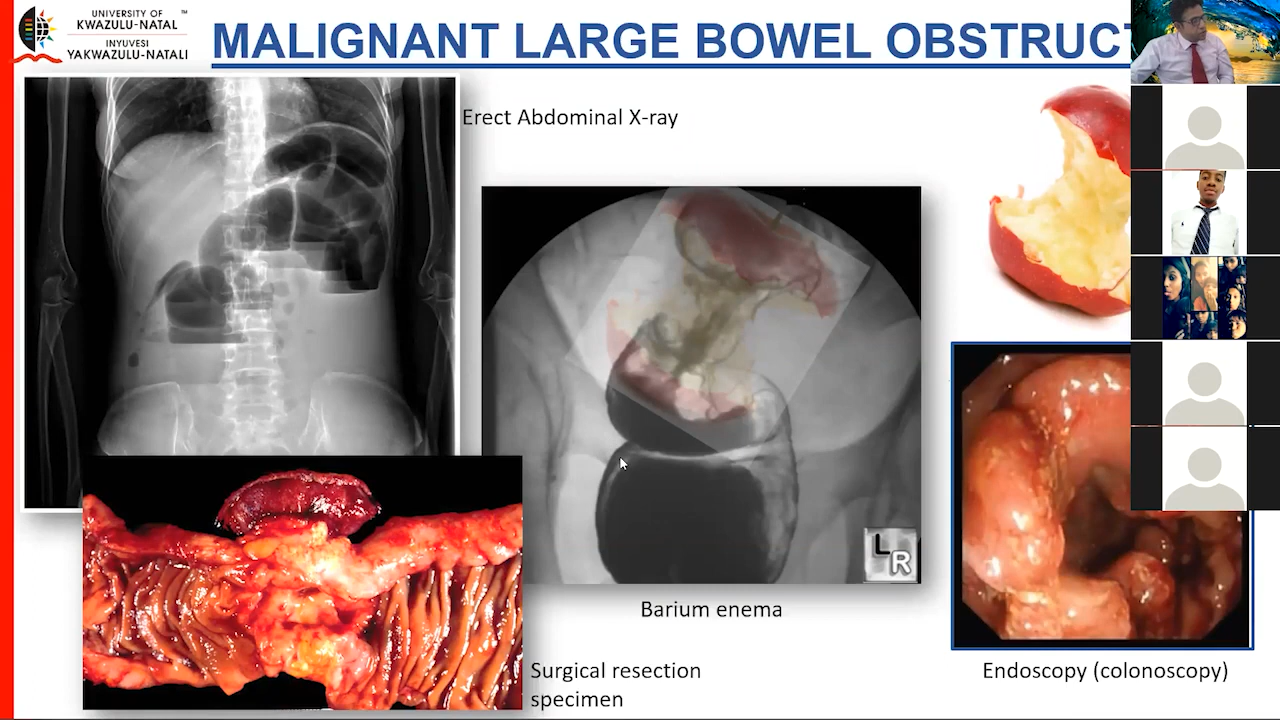 UNIVERSITY OF ™
KWAZULU-NATAL
INYUVESI
YAKWAZULU-NATALI
MALIGNANT LARGE BOWEL OBSTRUCT
Erect Abdominal X-ray
L
R
Barium enema
Surgical resection
specimen
Endoscopy (colonoscopy)